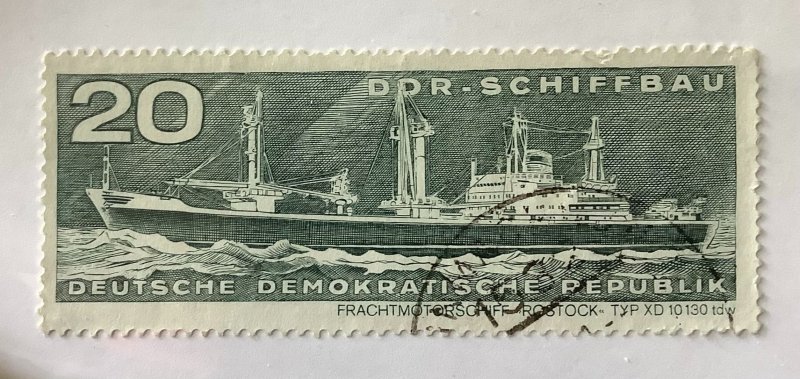 20
DDR-SCHIFFBAU
DEUTSCHE DEMOKRATISCHE REPUBLIK
FRACHTMOTORSCHIFF »ROSTOCK« TYP XD 10130 tdw